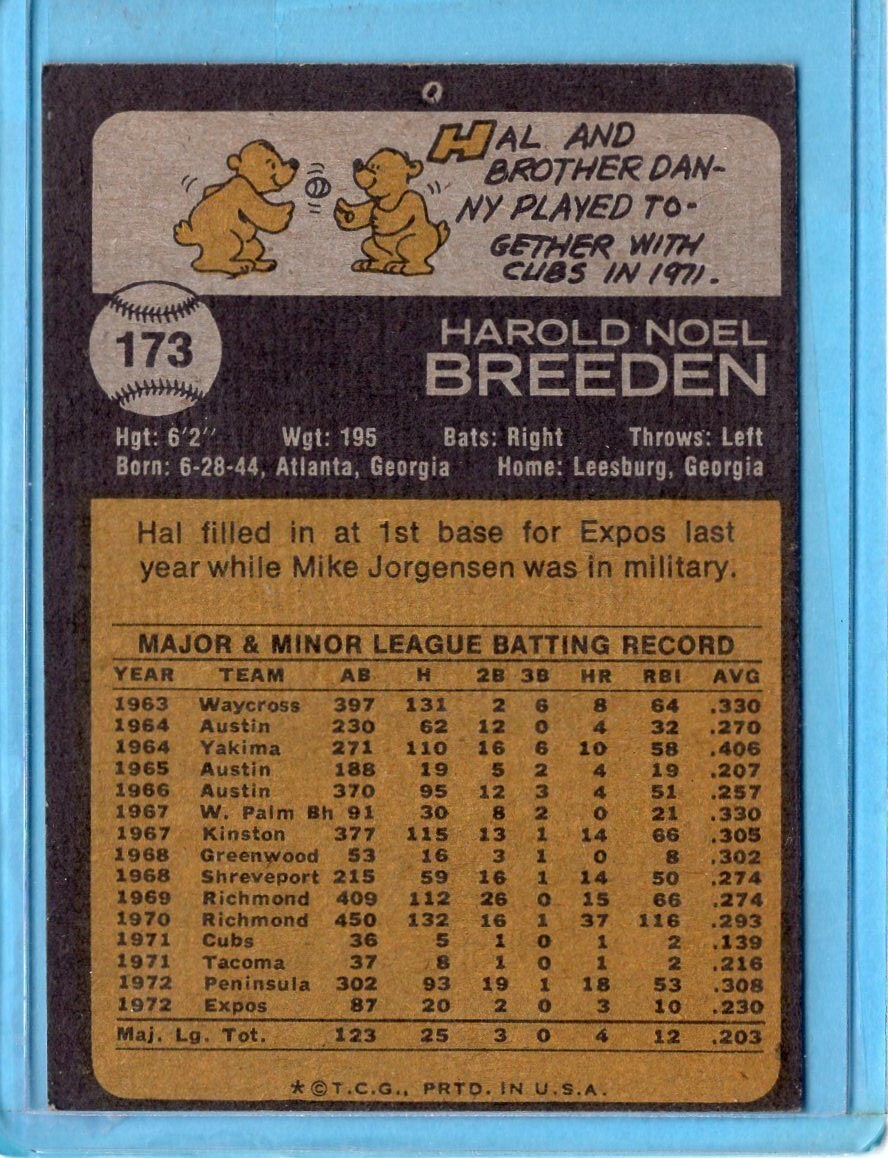 HAL AND
BROTHER DAN-
NY PLAYED TO-
GETHER WITH
CUBS IN 1971.
173
HAROLD NOEL
BREEDEN
Hgt: 6'2" Wgt: 195 Bats: Right Throws: Left
Born: 6-28-44, Atlanta, Georgia Home: Leesburg, Georgia
Hal filled in at 1st base for Expos last
year while Mike Jorgensen was in military.
MAJOR & MINOR LEAGUE BATTING RECORD
YEAR TEAM AB H 2B 3B HR RBI AVG
1963 Waycross 397 131 2 6 8 64 .330
1964 Austin 230 62 12 0 4 32 .270
1964 Yakima 271 110 16 6 10 58 .406
1965 Austin 188 19 5 2 4 19 .207
1966 Austin 370 95 12 3 4 51 .257
1967 W. Palm Bh 91 30 8 2 0 21 .330
1967 Kinston 377 115 13 1 14 66 .305
1968 Greenwood 53 16 3 1 0 8 .302
1968 Shreveport 215 59 16 1 14 50 .274
1969 Richmond 409 112 26 0 15 66 .274
1970 Richmond 450 132 16 1 37 116 .293
1971 Cubs 36 5 1 0 1 2 .139
1971 Tacoma 37 8 1 0 1 2 .216
1972 Peninsula 302 93 19 1 18 53 .308
1972 Expos 87 20 2 0 3 10 .230
Maj. Lg. Tot. 123 25 3 0 4 12 .203
*©T.C.G., PRTD. IN U.S.A.